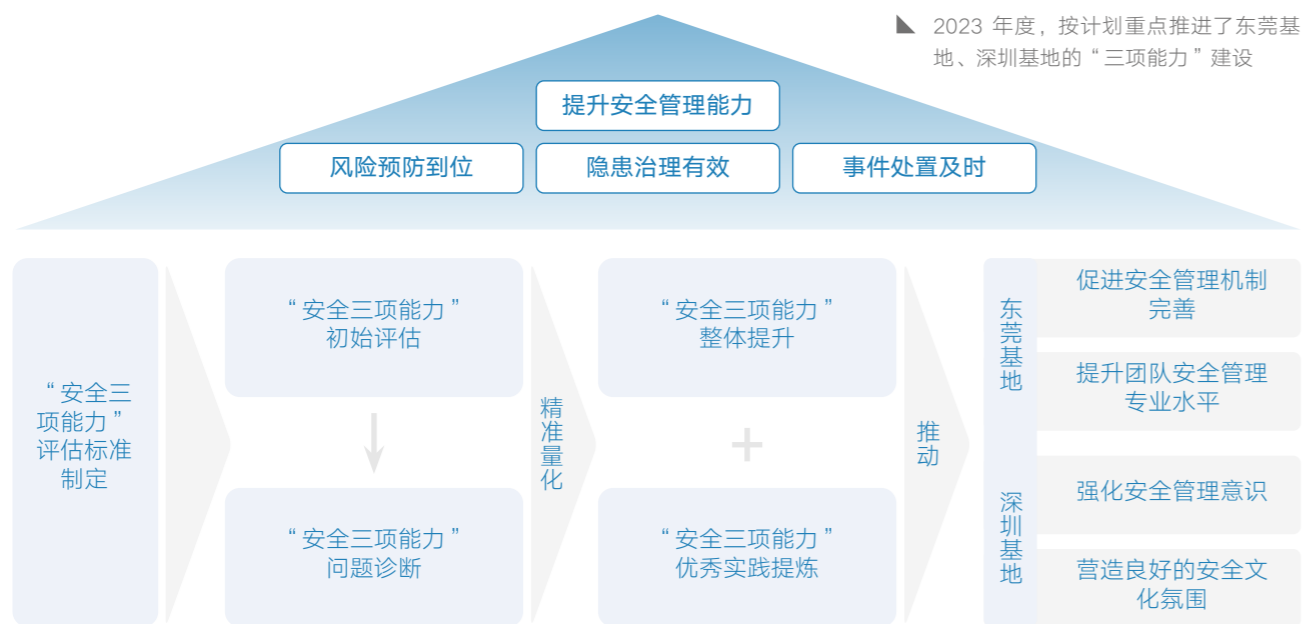 2023 年度，按计划重点推进了东莞基
地、深圳基地的“三项能力”建设
提升安全管理能力
风险预防到位
隐患治理有效
事件处置及时
“安全三
项能力”
评估标准
制定
“安全三项能力”
初始评估
“安全三项能力”
问题诊断
精准量化
“安全三项能力”
整体提升
+
“安全三项能力”
优秀实践提炼
推动
东莞基地
深圳基地
促进安全管理机制
完善
提升团队安全管理
专业水平
强化安全管理意识
营造良好的安全文
化氛围